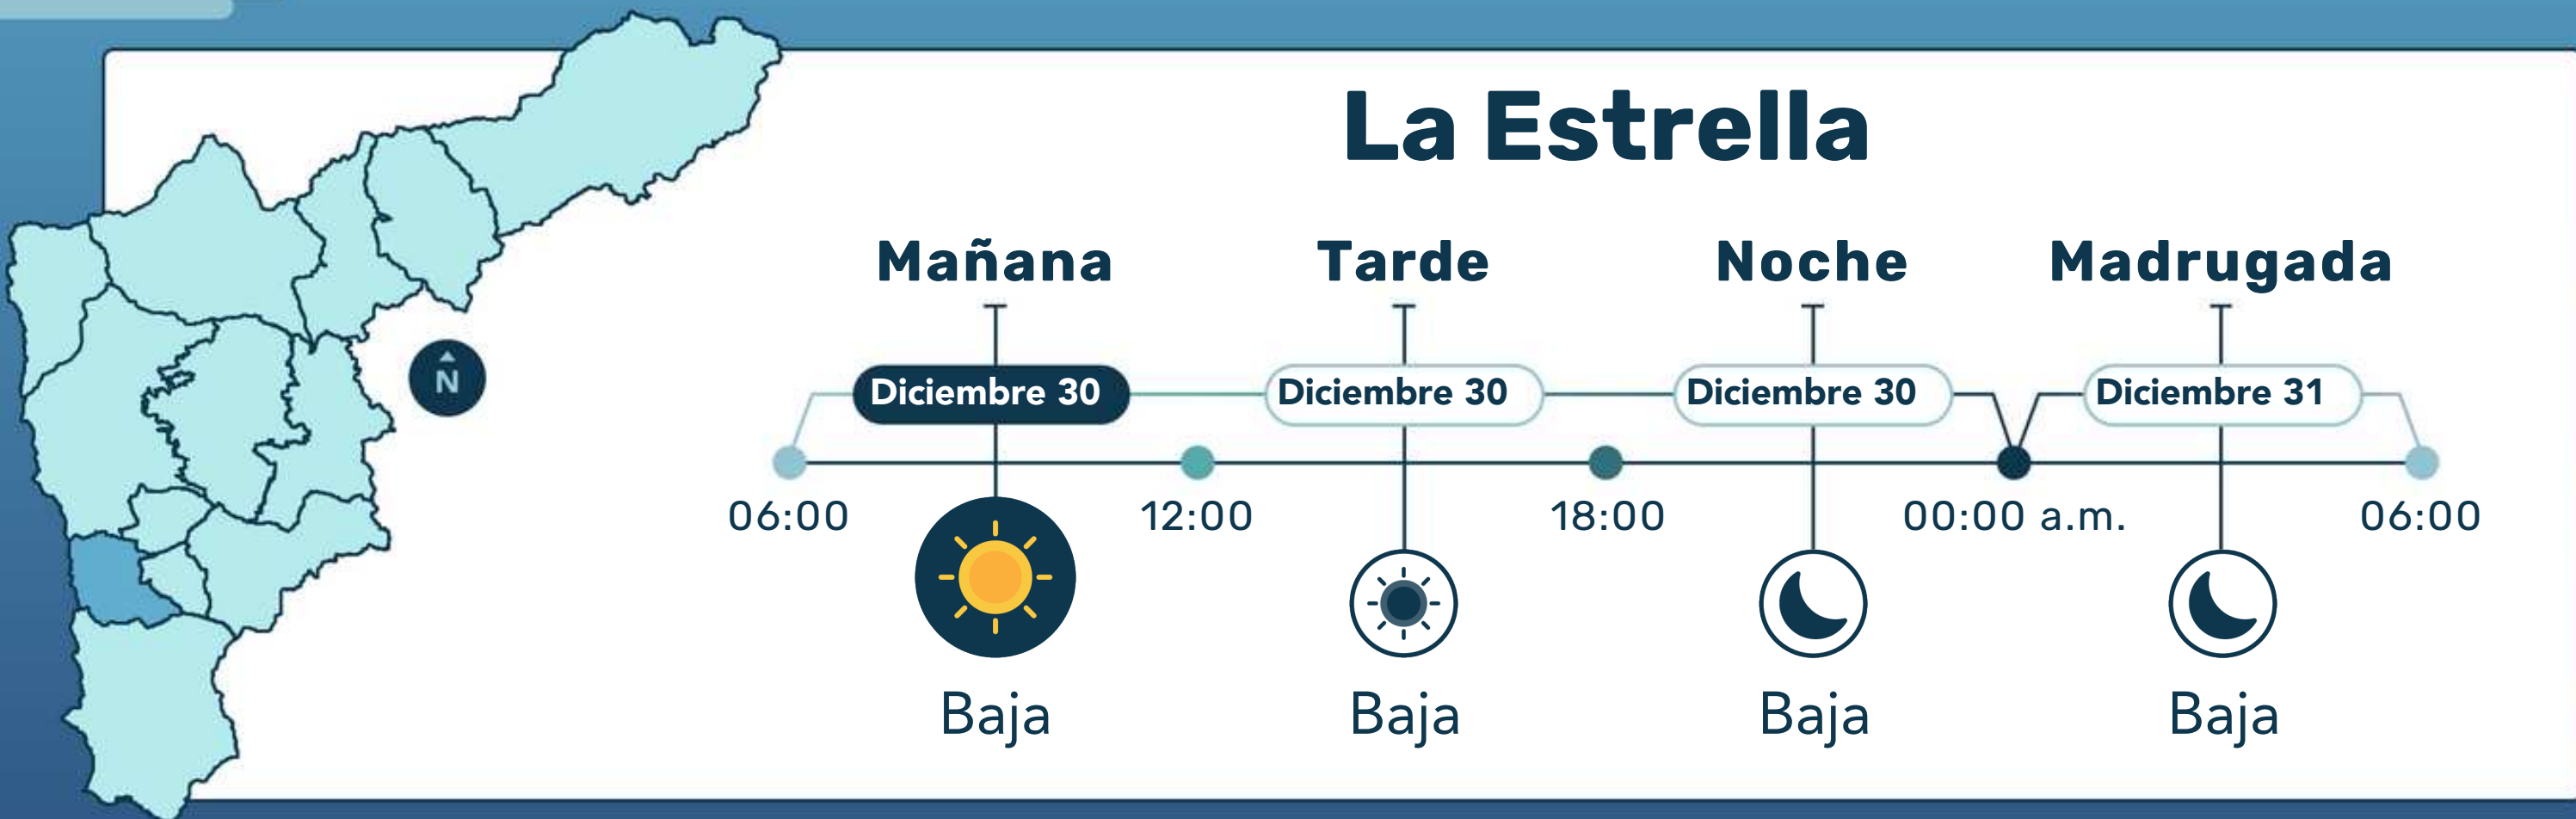 La Estrella
Mañana Tarde Noche Madrugada
N
Diciembre 30 Diciembre 30 Diciembre 30 Diciembre 31
06:00 12:00 18:00 00:00 a.m. 06:00
Baja Baja Baja Baja